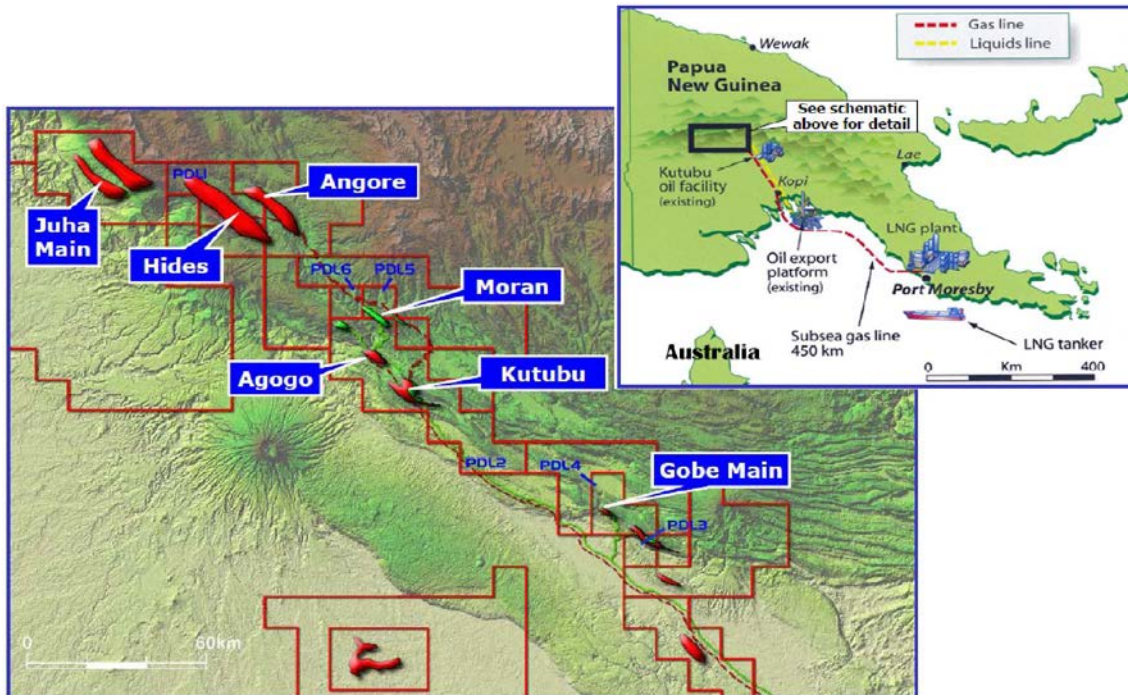 Gas line
Liquids line
Wewak
Papua
New Guinea
See schematic
above for detail
Lae
Kutubu
oil facility
(existing)
Kopi
LNG plant
Oil export
platform
(existing)
Port Moresby
Subsea gas line
450 km
LNG tanker
Australia
0 Km 400
PDL1
Angore
Juha
Main
Hides
PDL6
PDL5
Moran
Agogo
Kutubu
PDL2
PDL4
Gobe Main
PDL3
0 60km